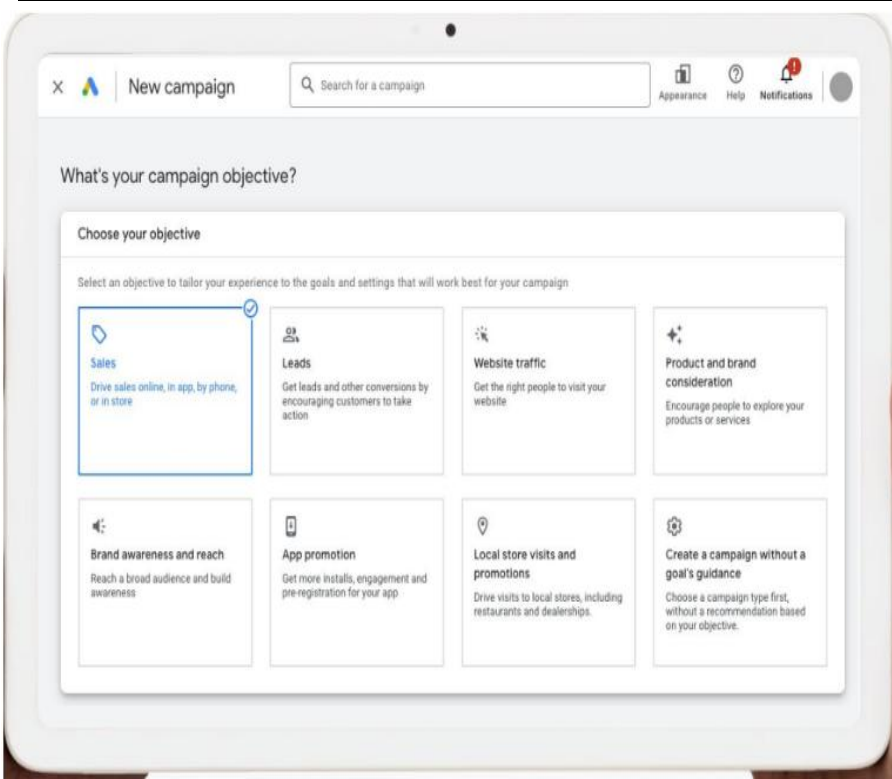 New campaign
Search for a campaign
Appearance
Help
Notifications
What's your campaign objective?
Choose your objective
Select an objective to tailor your experience to the goals and settings that will work best for your campaign
Sales
Drive sales online, in app, by phone,
or in store
Leads
Get leads and other conversions by
encouraging customers to take
action
Website traffic
Get the right people to visit your
website
Product and brand
consideration
Encourage people to explore your
products or services
Brand awareness and reach
Reach a broad audience and build
awareness
App promotion
Get more installs, engagement and
pre-registration for your app
Local store visits and
promotions
Drive visits to local stores, including
restaurants and dealerships.
Create a campaign without a
goal's guidance
Choose a campaign type first,
without a recommendation based
on your objective.